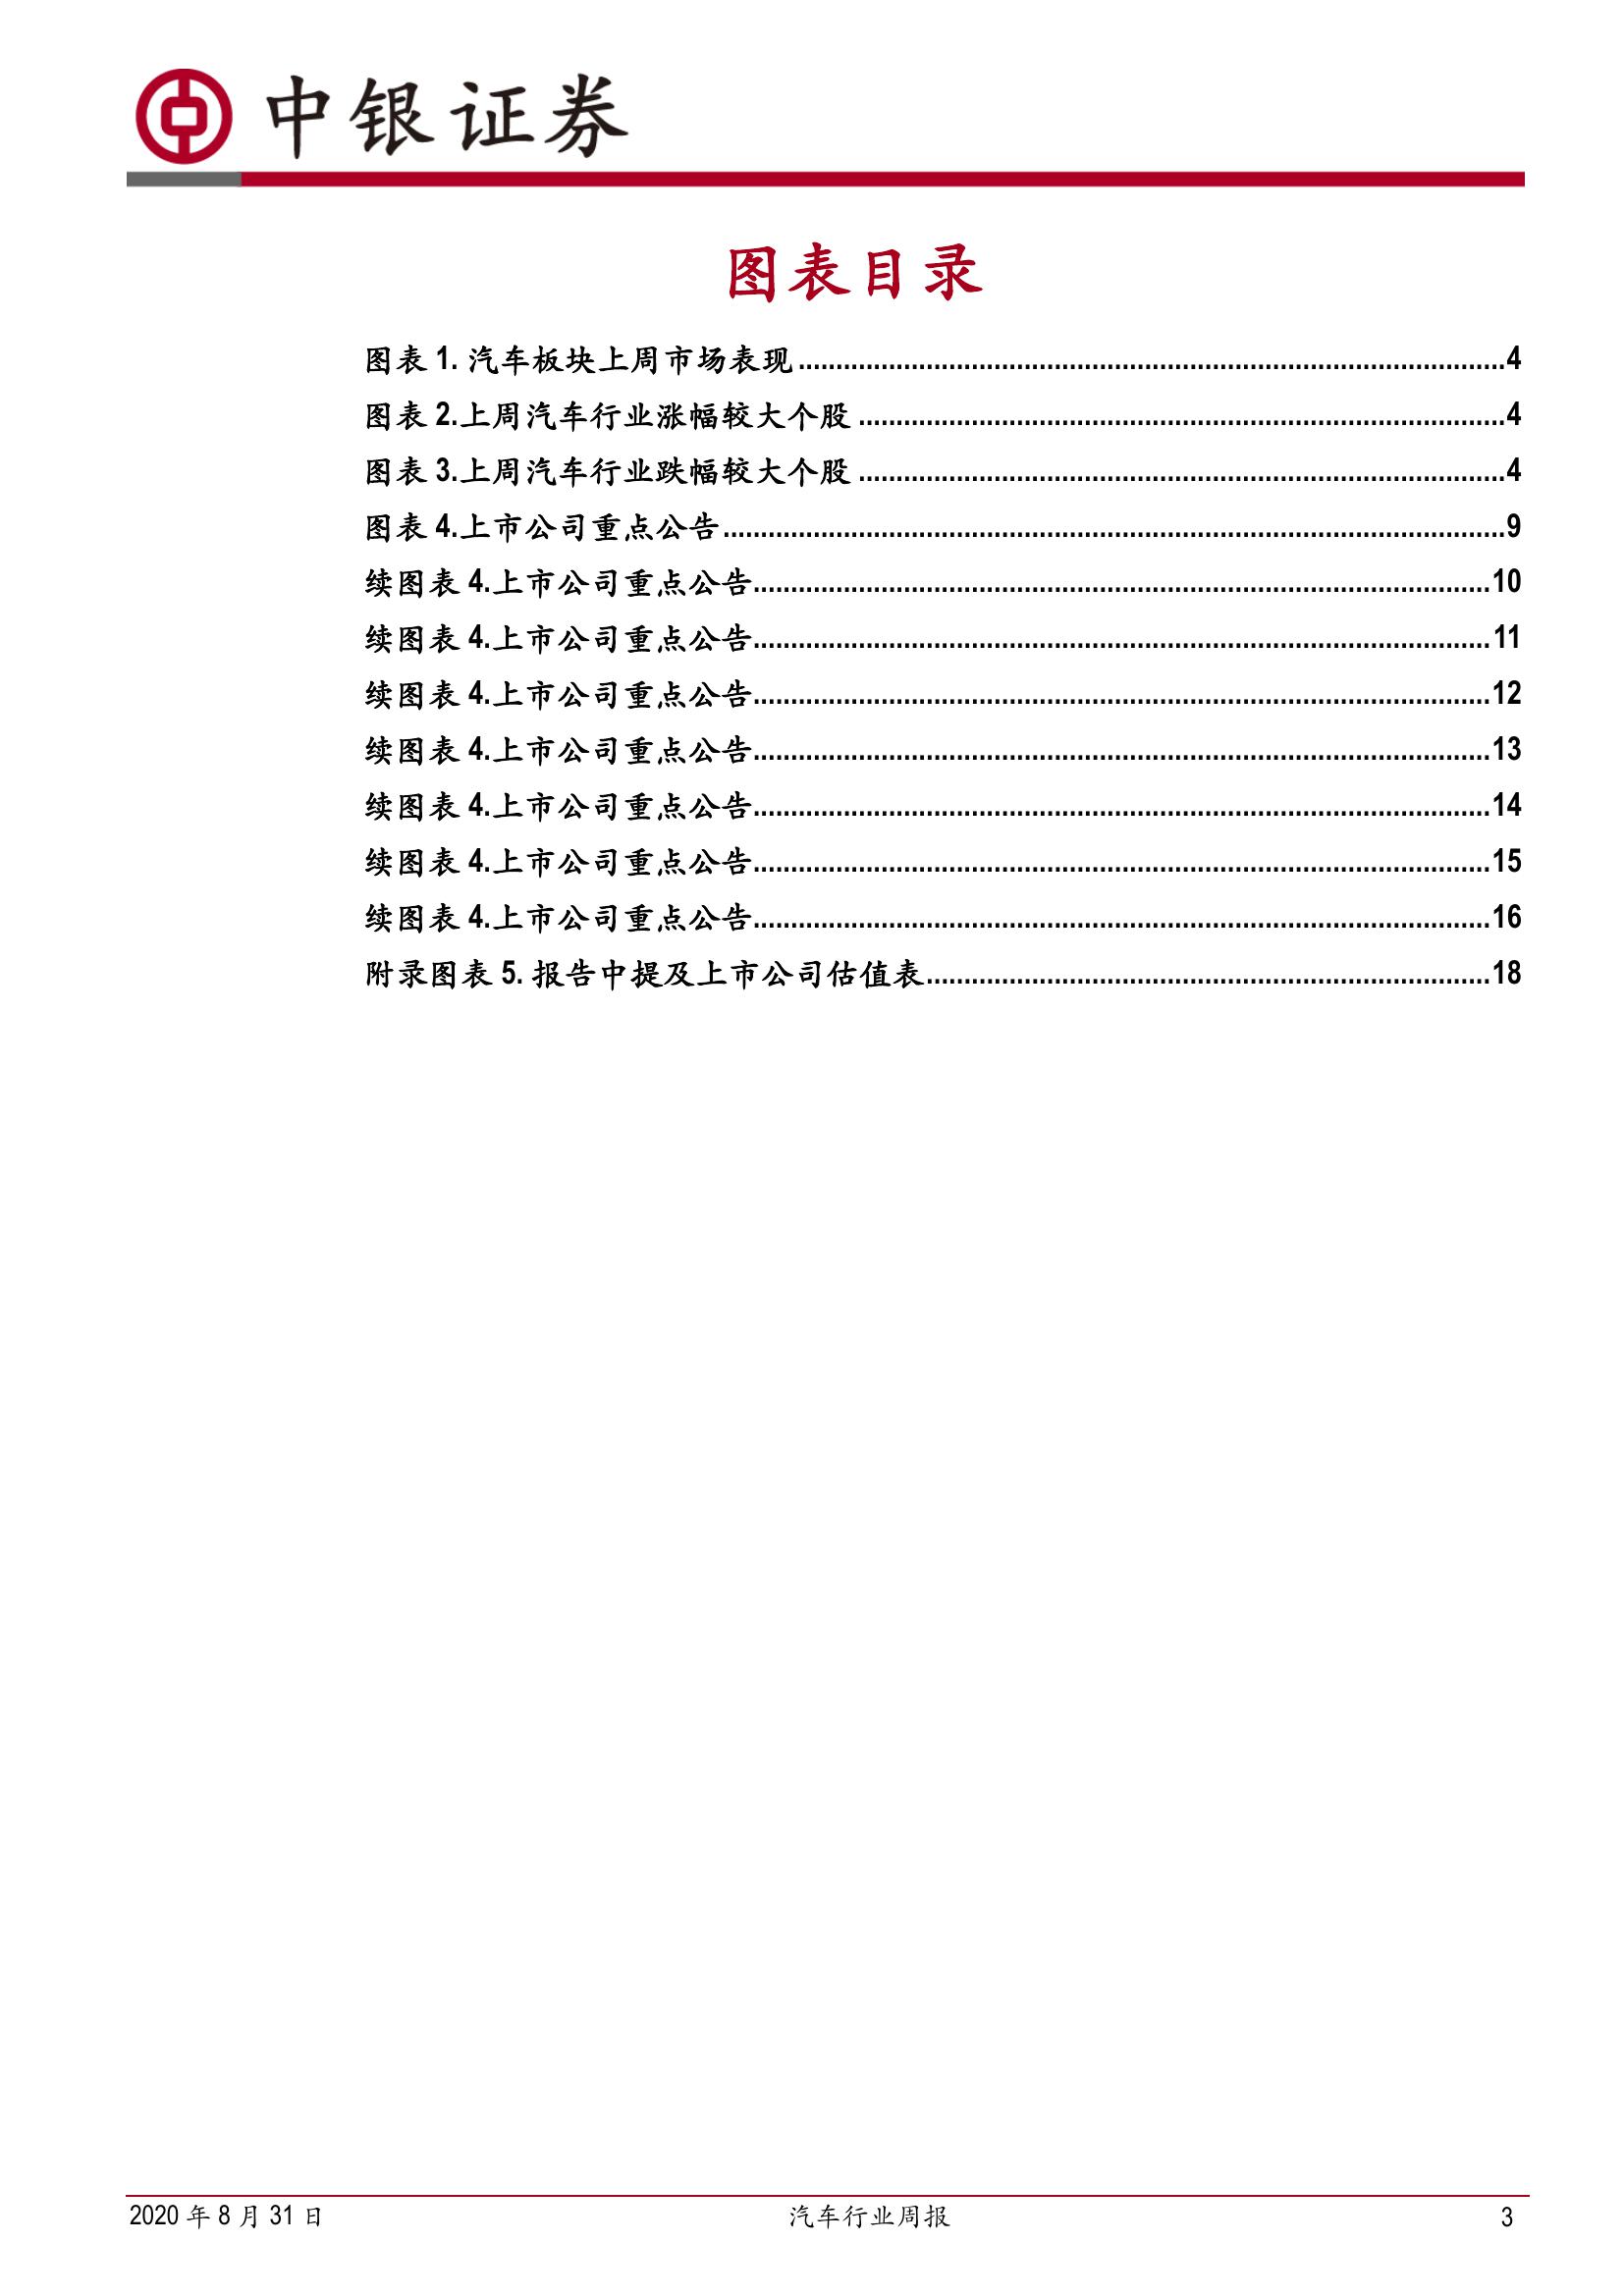 中银证券
图表目录
图表 1. 汽车板块上周市场表现......4
图表 2.上周汽车行业涨幅较大个股......4
图表 3.上周汽车行业跌幅较大个股......4
图表 4.上市公司重点公告......9
续图表 4.上市公司重点公告......10
续图表 4.上市公司重点公告......11
续图表 4.上市公司重点公告......12
续图表 4.上市公司重点公告......13
续图表 4.上市公司重点公告......14
续图表 4.上市公司重点公告......15
续图表 4.上市公司重点公告......16
附录图表 5. 报告中提及上市公司估值表......18
2020 年 8 月 31 日 汽车行业周报 3